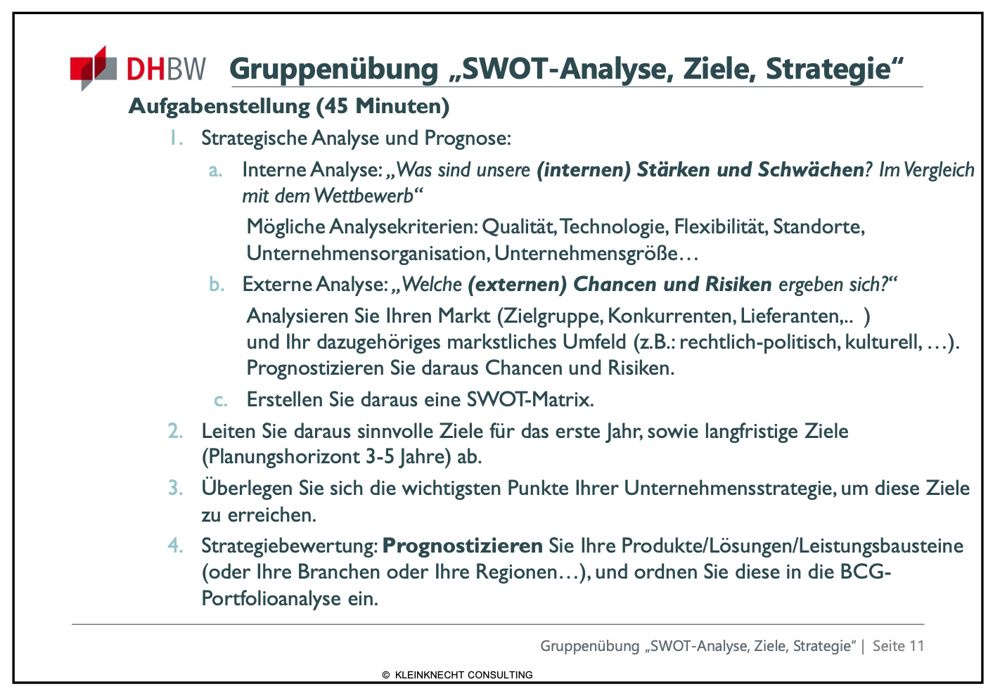 DHBW Gruppenübung „SWOT-Analyse, Ziele, Strategie“
Aufgabenstellung (45 Minuten)
1. Strategische Analyse und Prognose:
a. Interne Analyse: „Was sind unsere (internen) Stärken und Schwächen? Im Vergleich
mit dem Wettbewerb“
Mögliche Analysekriterien: Qualität, Technologie, Flexibilität, Standorte,
Unternehmensorganisation, Unternehmensgröße…
b. Externe Analyse: „Welche (externen) Chancen und Risiken ergeben sich?“
Analysieren Sie Ihren Markt (Zielgruppe, Konkurrenten, Lieferanten,.. )
und Ihr dazugehöriges markstliches Umfeld (z.B.: rechtlich-politisch, kulturell, …).
Prognostizieren Sie daraus Chancen und Risiken.
c. Erstellen Sie daraus eine SWOT-Matrix.
2. Leiten Sie daraus sinnvolle Ziele für das erste Jahr, sowie langfristige Ziele
(Planungshorizont 3-5 Jahre) ab.
3. Überlegen Sie sich die wichtigsten Punkte Ihrer Unternehmensstrategie, um diese Ziele
zu erreichen.
4. Strategiebewertung: Prognostizieren Sie Ihre Produkte/Lösungen/Leistungsbausteine
(oder Ihre Branchen oder Ihre Regionen…), und ordnen Sie diese in die BCG-
Portfolioanalyse ein.
Gruppenübung „SWOT-Analyse, Ziele, Strategie“ | Seite 11
© KLEINKNECHT CONSULTING